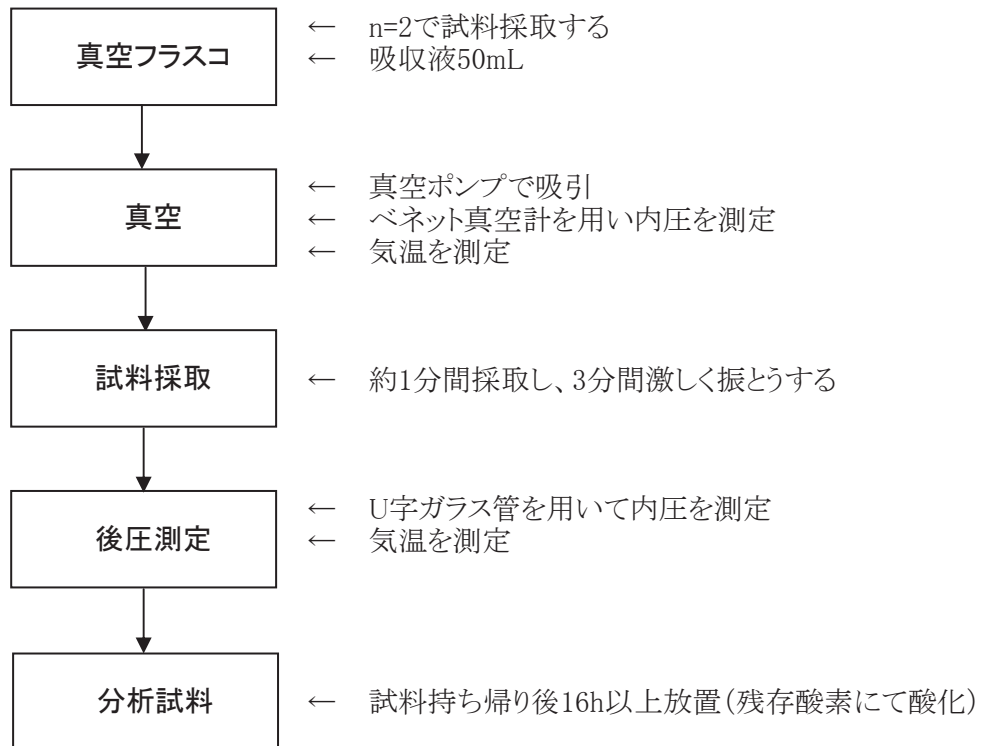 真空フラスコ
← n=2で試料採取する
← 吸収液50mL
真空
← 真空ポンプで吸引
← ベネット真空計を用い内圧を測定
← 気温を測定
試料採取
← 約1分間採取し、3分間激しく振とうする
後圧測定
← U字ガラス管を用いて内圧を測定
← 気温を測定
分析試料
← 試料持ち帰り後16h以上放置(残存酸素にて酸化)